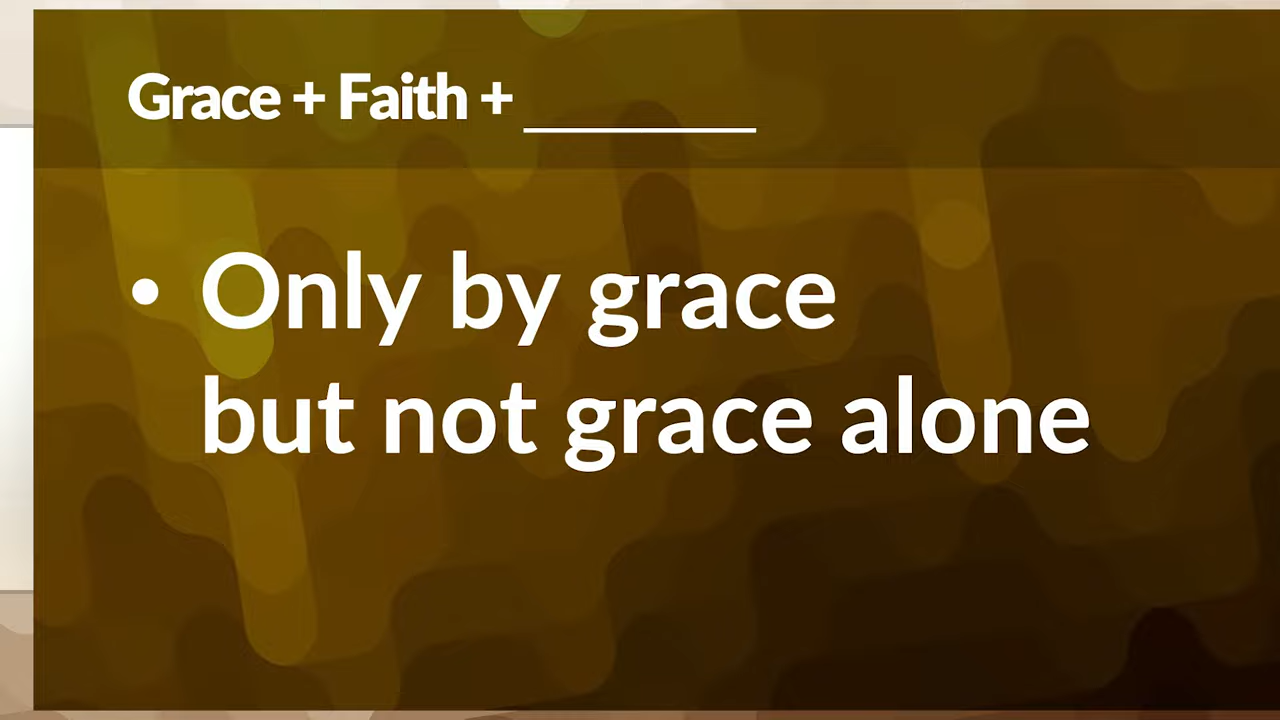 Grace + Faith + ________
• Only by grace
but not grace alone